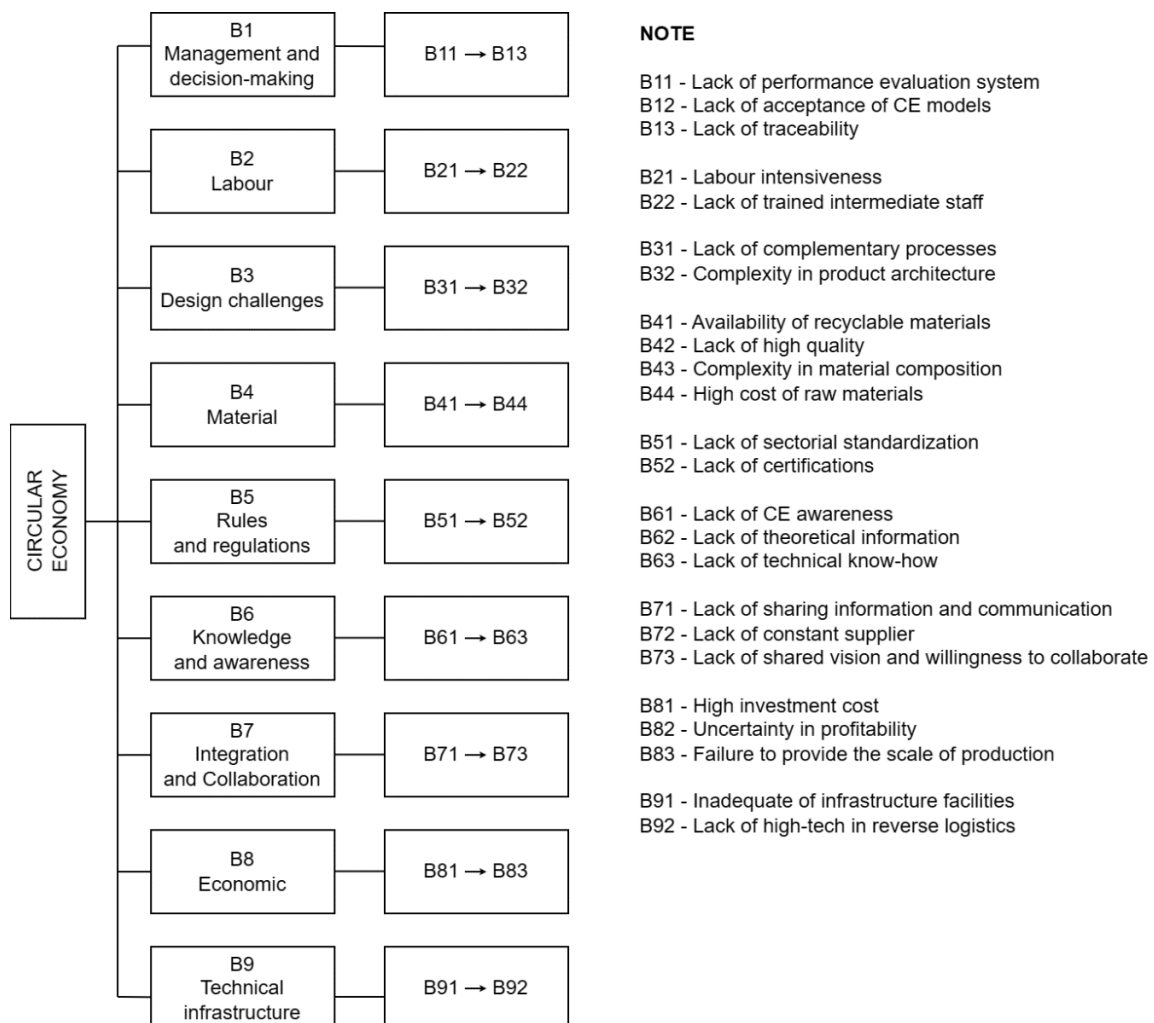 CIRCULAR
ECONOMY
B1
Management and
decision-making
B11 → B13
B2
Labour
B21 → B22
B3
Design challenges
B31 → B32
B4
Material
B41 → B44
B5
Rules
and regulations
B51 → B52
B6
Knowledge
and awareness
B61 → B63
B7
Integration
and Collaboration
B71 → B73
B8
Economic
B81 → B83
B9
Technical
infrastructure
B91 → B92
NOTE
B11 - Lack of performance evaluation system
B12 - Lack of acceptance of CE models
B13 - Lack of traceability
B21 - Labour intensiveness
B22 - Lack of trained intermediate staff
B31 - Lack of complementary processes
B32 - Complexity in product architecture
B41 - Availability of recyclable materials
B42 - Lack of high quality
B43 - Complexity in material composition
B44 - High cost of raw materials
B51 - Lack of sectorial standardization
B52 - Lack of certifications
B61 - Lack of CE awareness
B62 - Lack of theoretical information
B63 - Lack of technical know-how
B71 - Lack of sharing information and communication
B72 - Lack of constant supplier
B73 - Lack of shared vision and willingness to collaborate
B81 - High investment cost
B82 - Uncertainty in profitability
B83 - Failure to provide the scale of production
B91 - Inadequate of infrastructure facilities
B92 - Lack of high-tech in reverse logistics